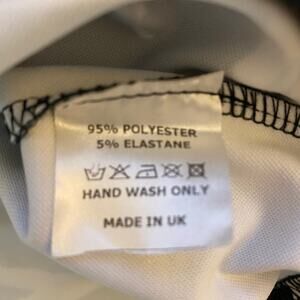 95% POLYESTER
5% ELASTANE
HAND WASH ONLY
MADE IN UK